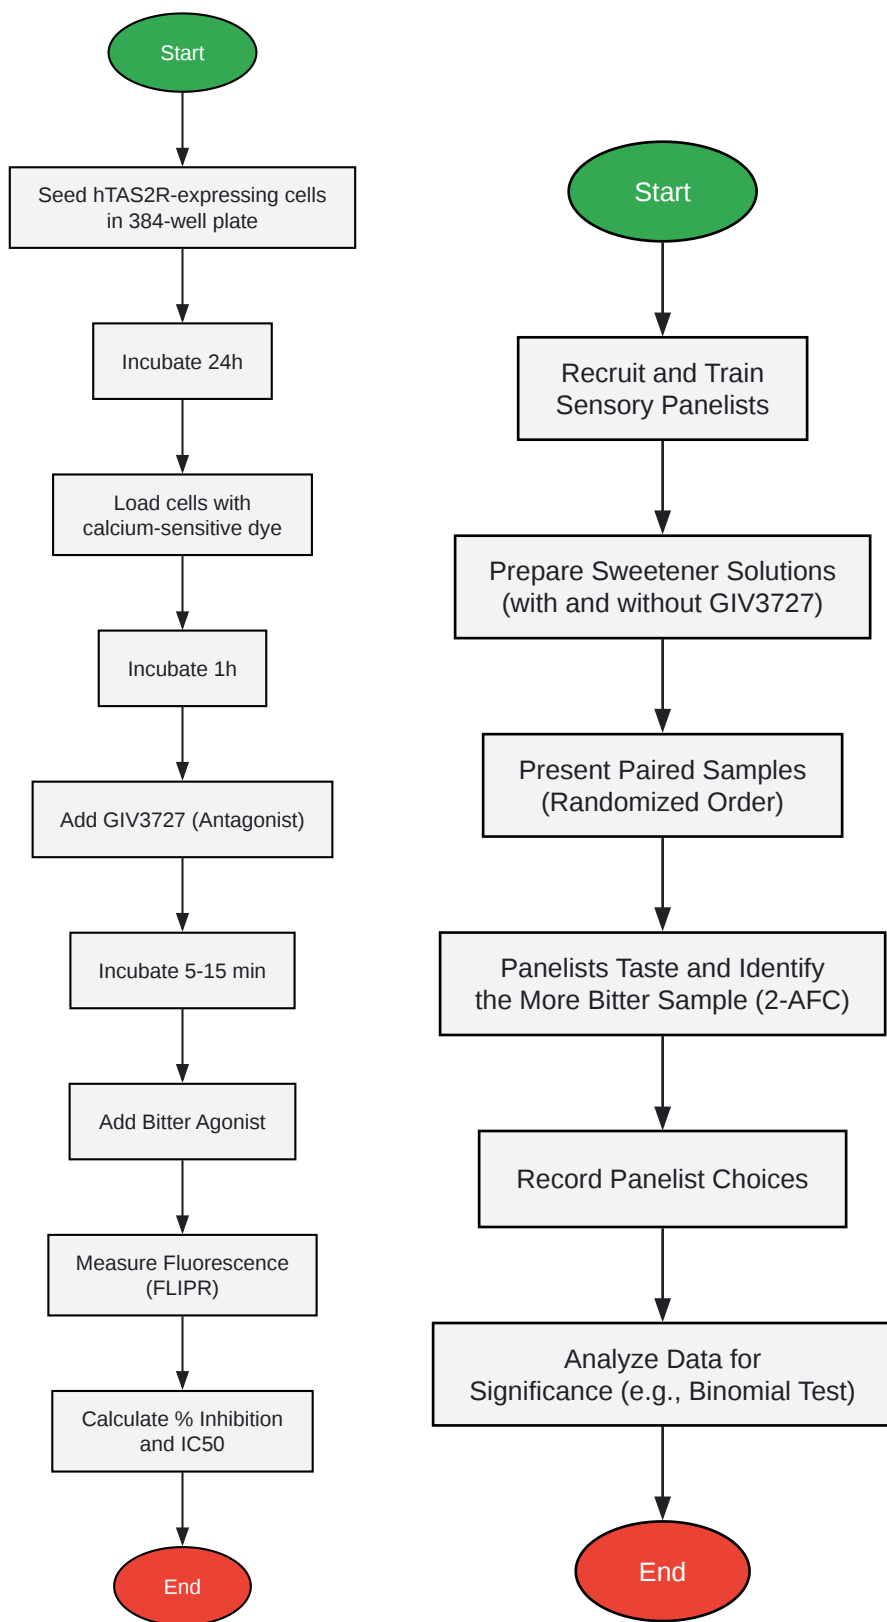 Start
Seed hTAS2R-expressing cells
in 384-well plate
Incubate 24h
Load cells with
calcium-sensitive dye
Incubate 1h
Add GIV3727 (Antagonist)
Incubate 5-15 min
Add Bitter Agonist
Measure Fluorescence
(FLIPR)
Calculate % Inhibition
and IC50
End
Start
Recruit and Train
Sensory Panelists
Prepare Sweetener Solutions
(with and without GIV3727)
Present Paired Samples
(Randomized Order)
Panelists Taste and Identify
the More Bitter Sample (2-AFC)
Record Panelist Choices
Analyze Data for
Significance (e.g., Binomial Test)
End